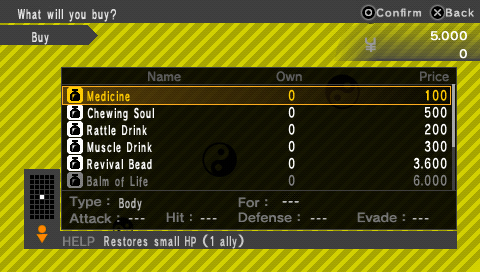 What will you buy?
Confirm Back
Buy
¥ 5.000
0
Name Own Price
Medicine 0 100
Chewing Soul 0 500
Rattle Drink 0 200
Muscle Drink 0 300
Revival Bead 0 3.600
Balm of Life 0 6.000
Type : Body For : ---
Attack : --- Hit : --- Defense : --- Evade : ---
HELP Restores small HP (1 ally)